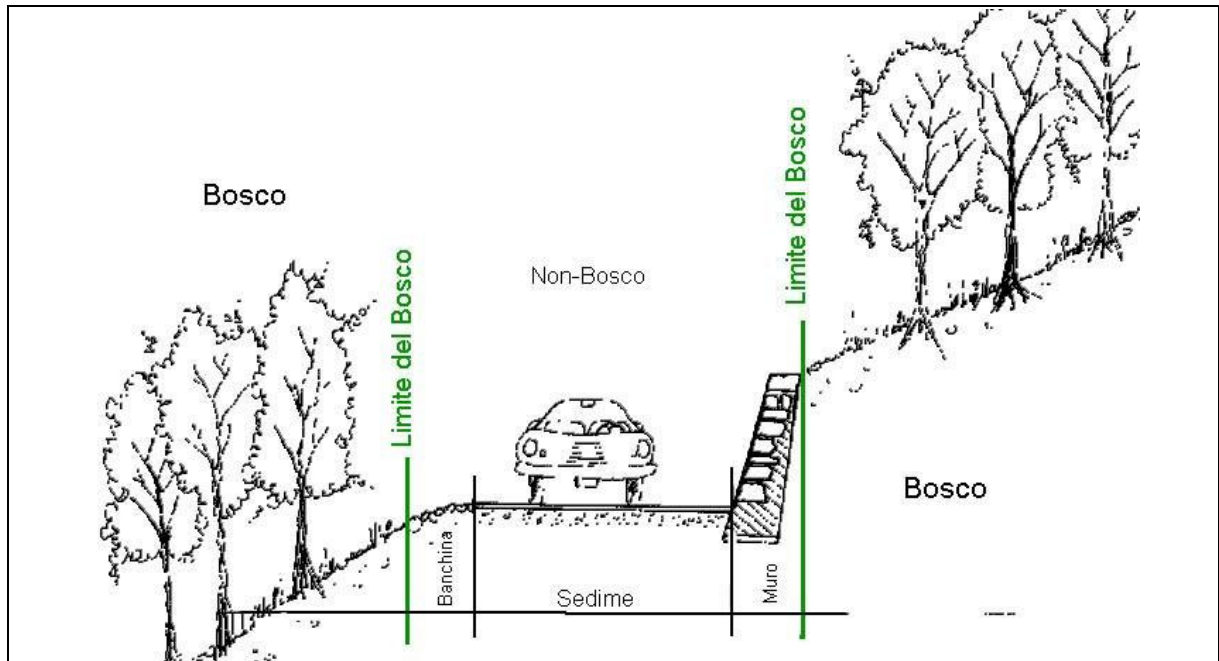 Bosco
Limite del Bosco
Non-Bosco
Limite del Bosco
Bosco
Banchina
Sedime
Muro